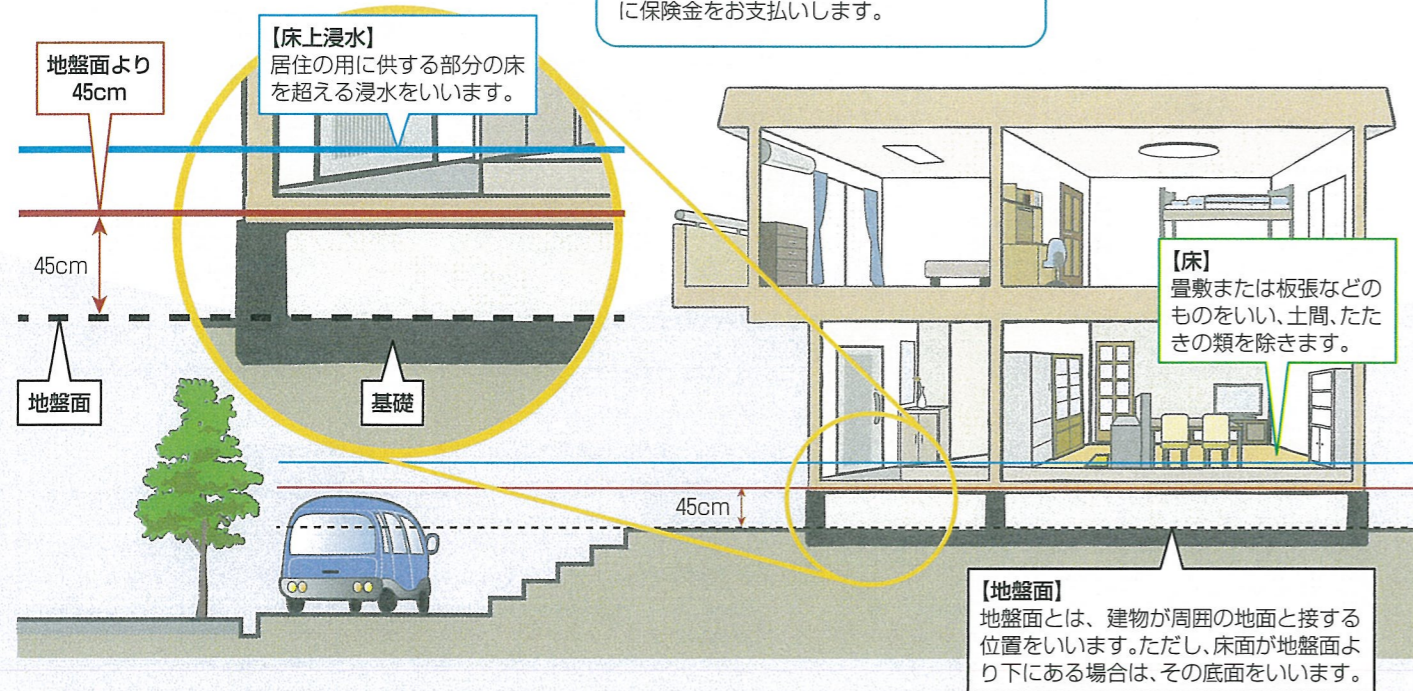 に保険金をお支払いします。
【床上浸水】
居住の用に供する部分の床
を超える浸水をいいます。
地盤面より
45cm
45cm
地盤面
基礎
【床】
畳敷または板張などの
ものをいい、土間、たた
きの類を除きます。
45cm
【地盤面】
地盤面とは、建物が周囲の地面と接する
位置をいいます。ただし、床面が地盤面よ
り下にある場合は、その底面をいいます。